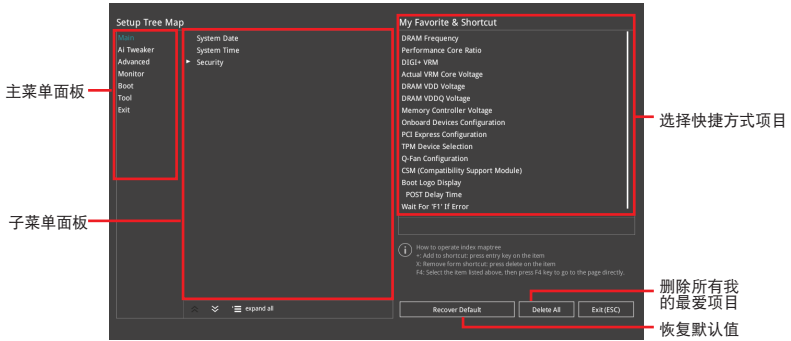 Setup Tree Map
Main
Ai Tweaker
Advanced
Monitor
Boot
Tool
Exit
System Date
System Time
Security
expand all
My Favorite & Shortcut
DRAM Frequency
Performance Core Ratio
DIGI+ VRM
Actual VRM Core Voltage
DRAM VDD Voltage
DRAM VDDQ Voltage
Memory Controller Voltage
Onboard Devices Configuration
PCI Express Configuration
TPM Device Selection
Q-Fan Configuration
CSM (Compatibility Support Module)
Boot Logo Display
POST Delay Time
Wait For 'F1' If Error
How to operate index maptree
+: Add to shortcut: press entry key on the item
X: Remove form shortcut: press delete on the item
F4: Select the item listed above, then press F4 key to go to the page directly.
Recover Default
Delete All
Exit (ESC)
主菜单面板
子菜单面板
选择快捷方式项目
删除所有我
的最爱项目
恢复默认值